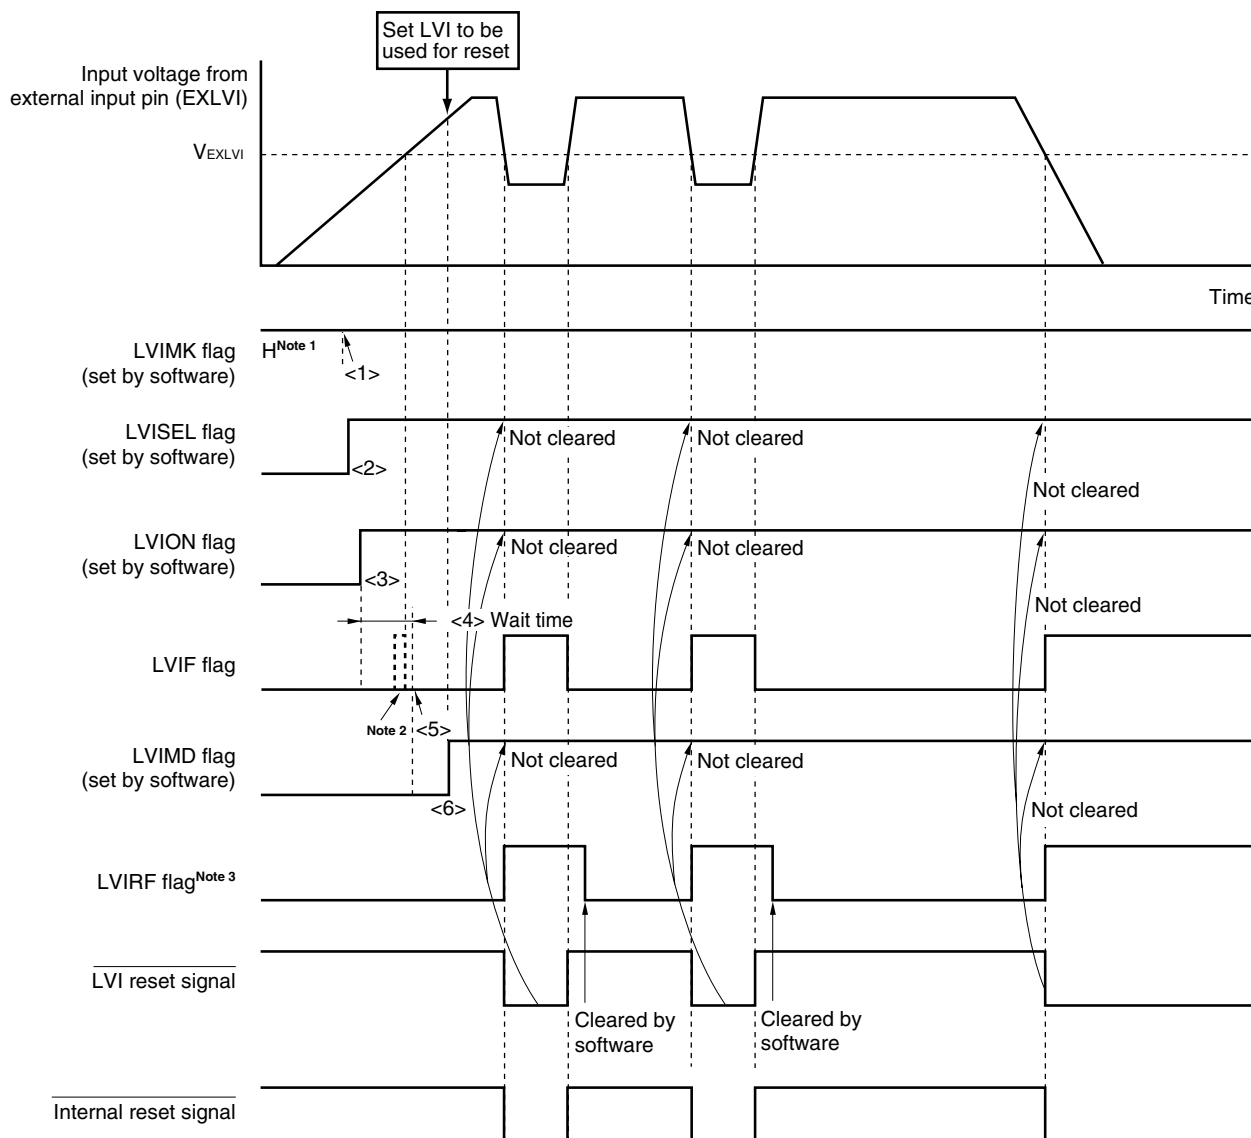 Set LVI to be
used for reset
Input voltage from
external input pin (EXLVI)
VEXLVI
Time
LVIMK flag
(set by software)
HNote 1
<1>
LVISEL flag
(set by software)
<2>
Not cleared
Not cleared
Not cleared
LVION flag
(set by software)
<3>
Not cleared
Not cleared
Not cleared
<4> Wait time
LVIF flag
Note 2
<5>
LVIMD flag
(set by software)
<6>
Not cleared
Not cleared
Not cleared
LVIRF flagNote 3
LVI reset signal
Cleared by
software
Cleared by
software
Internal reset signal